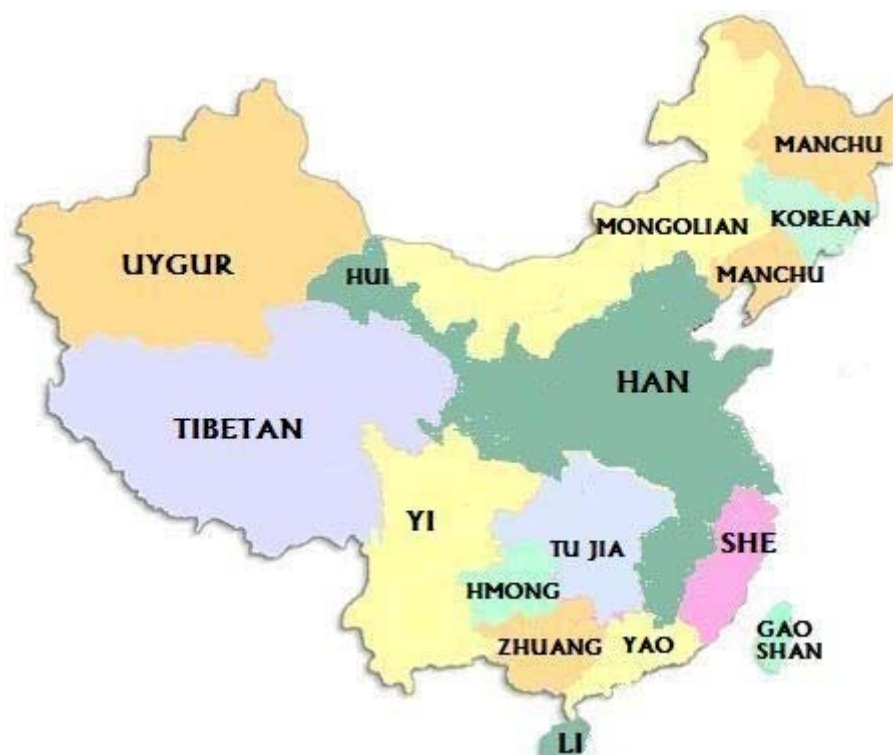 MANCHU
KOREAN
MONGOLIAN
UYGUR
HUI
MANCHU
HAN
TIBETAN
YI
TU JIA
SHE
HMONG
ZHUANG
YAO
GAO
SHAN
LI